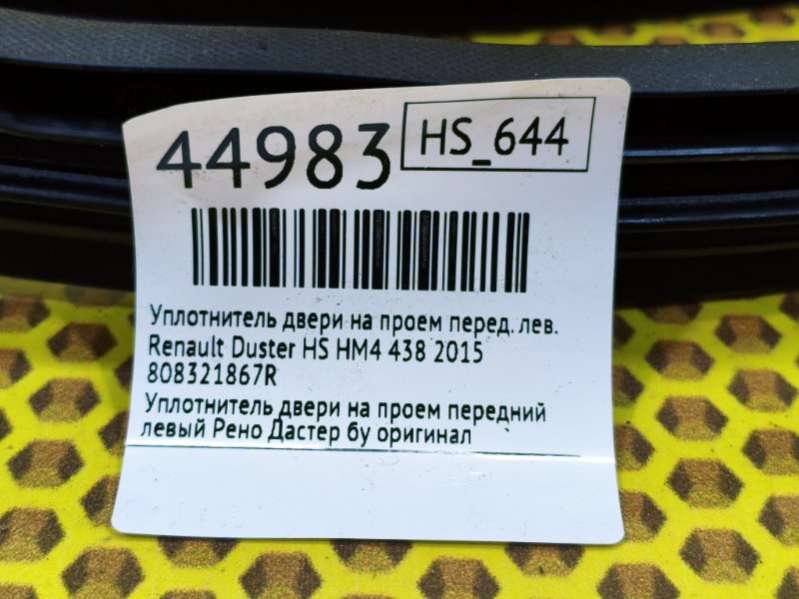 44983 HS_644
Уплотнитель двери на проем перед. лев.
Renault Duster HS HM4 438 2015
808321867R
Уплотнитель двери на проем передний
левый Рено Дастер бу оригинал